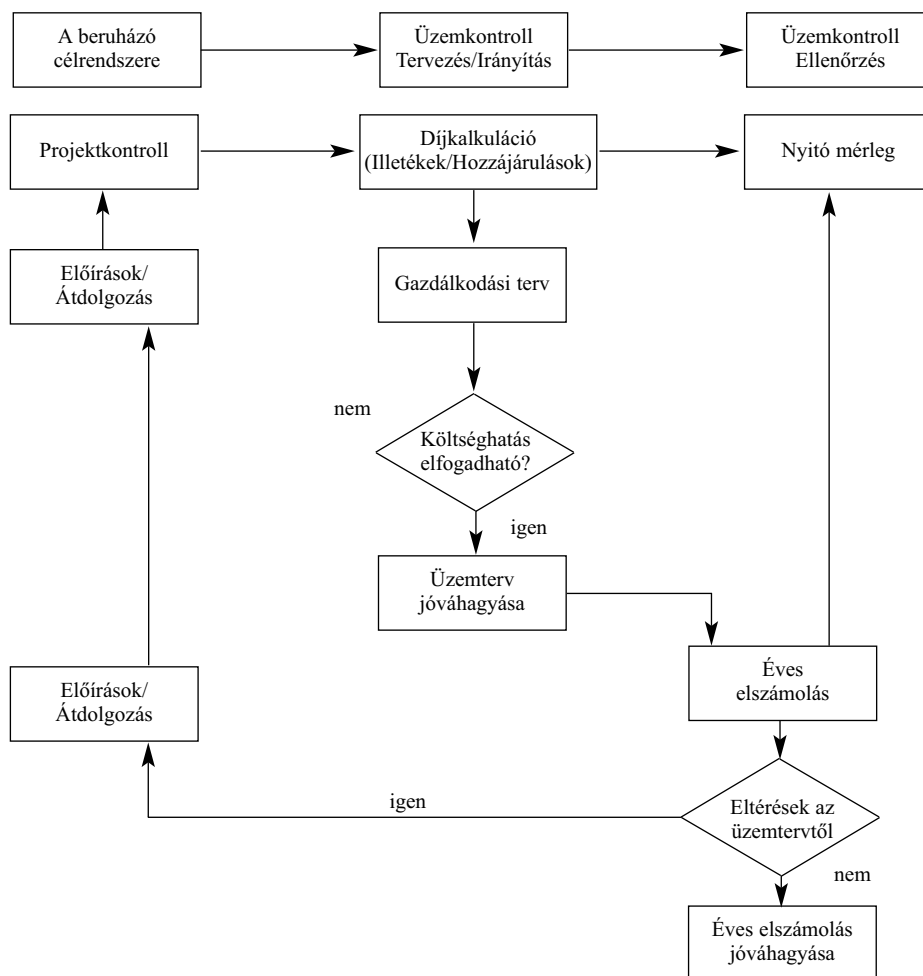 A beruházó
célrendszere
Üzemkontroll
Tervezés/Irányítás
Üzemkontroll
Ellenőrzés
Projektkontroll
Díjkalkuláció
(Illetékek/Hozzájárulások)
Nyitó mérleg
Előírások/
Átdolgozás
Gazdálkodási terv
nem
Költséghatás
elfogadható?
igen
Üzemterv
jóváhagyása
Előírások/
Átdolgozás
Éves
elszámolás
igen
Eltérések az
üzemtervtől
nem
Éves elszámolás
jóváhagyása